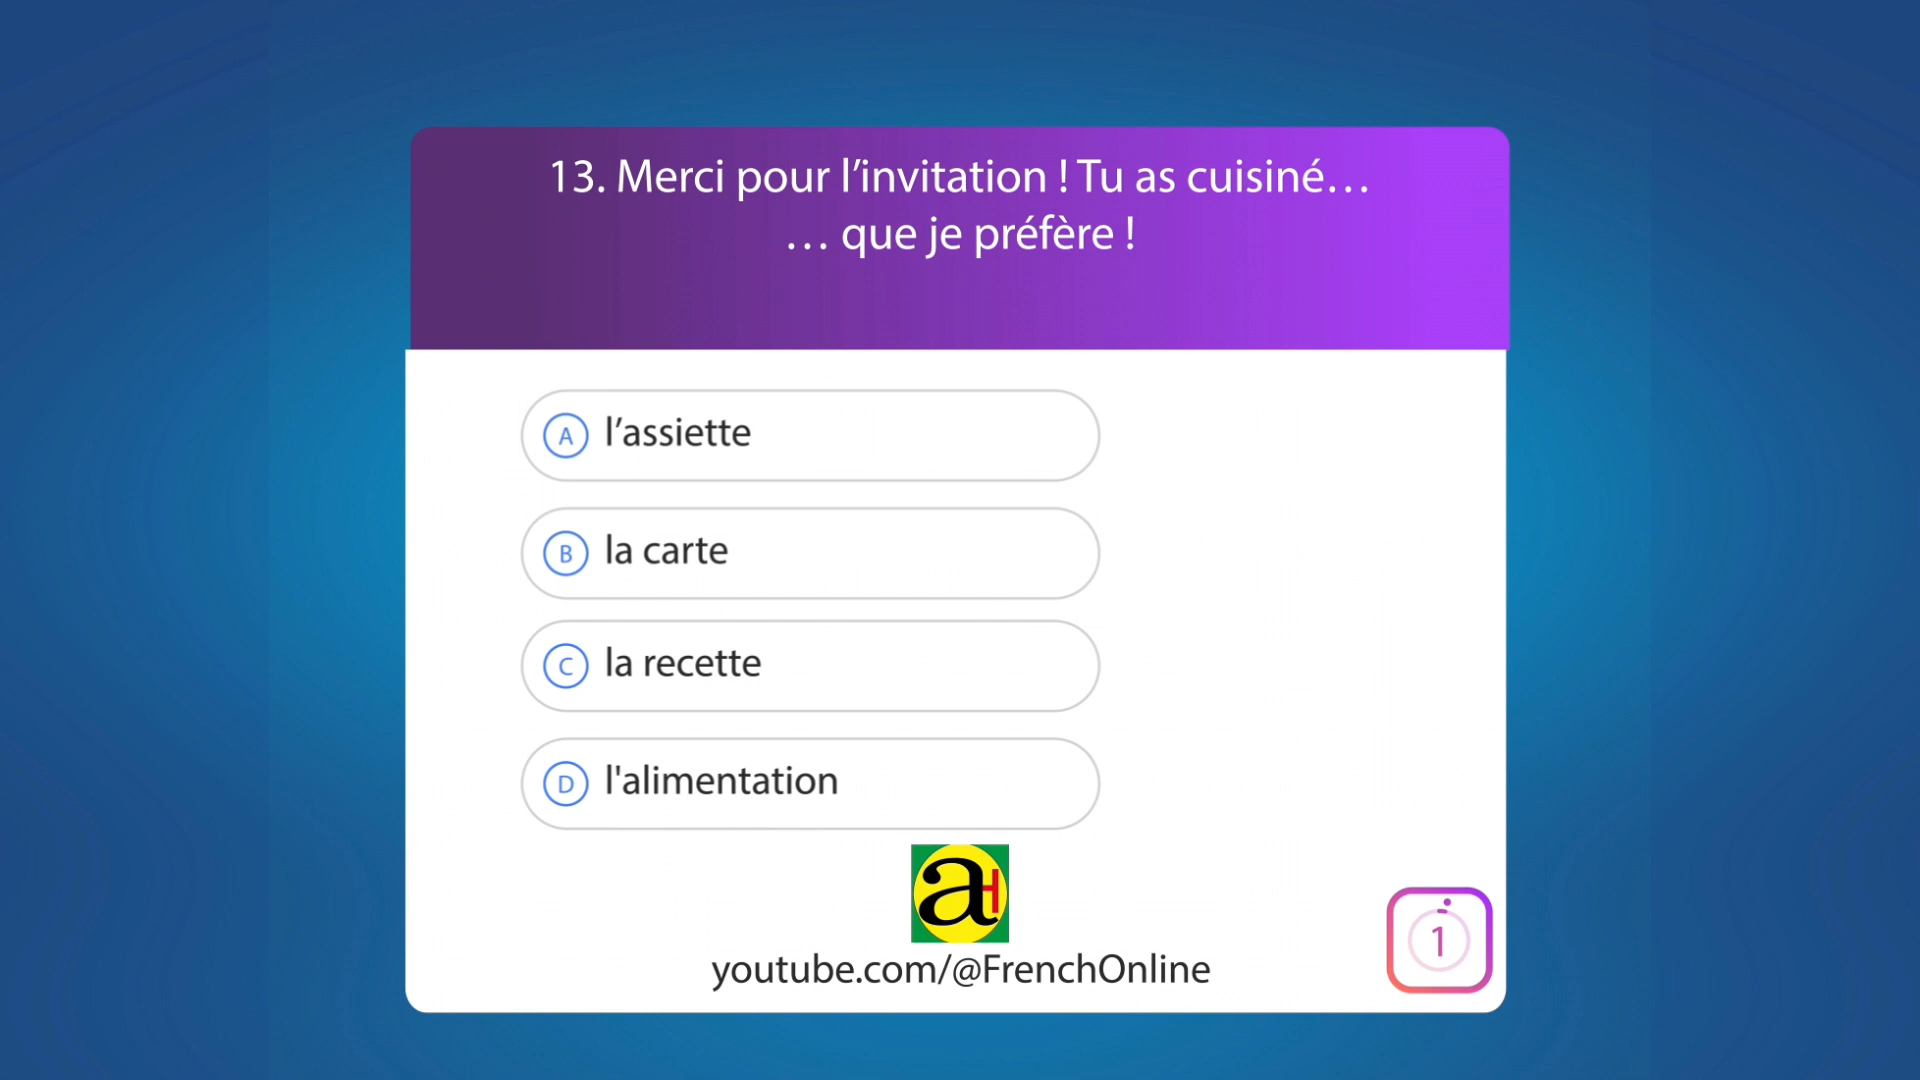 13. Merci pour l’invitation ! Tu as cuisiné…
… que je préfère !
A l’assiette
B la carte
C la recette
D l'alimentation
aH
youtube.com/@FrenchOnline
1